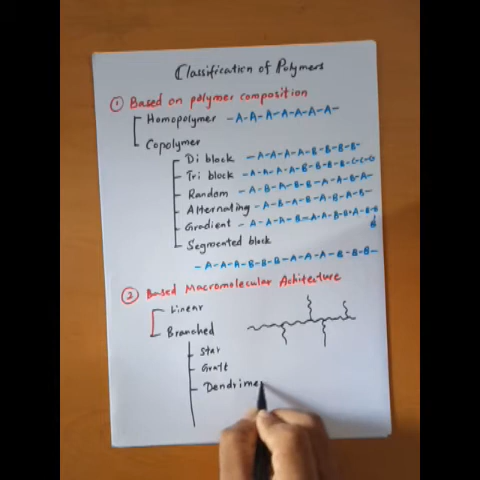 Classification of Polymers
① Based on polymer composition
Homopolymer -A-A-A-A-A-A-A-
Copolymer
Di block -A-A-A-A-B-B-B-B-
Tri block -A-A-A-A-B-B-B-B-C-C-C
Random -A-B-A-B-B-A-A-B-A-
Alternating -A-B-A-B-A-B-A-B-
Gradient -A-A-A-B-A-A-B-A-B-B
B
Segmented block
-A-A-A-B-B-B-A-A-A-B-B-B-
② Based Macromolecular Achitecture
Linear
Branched
Star
Graft
Dendrime